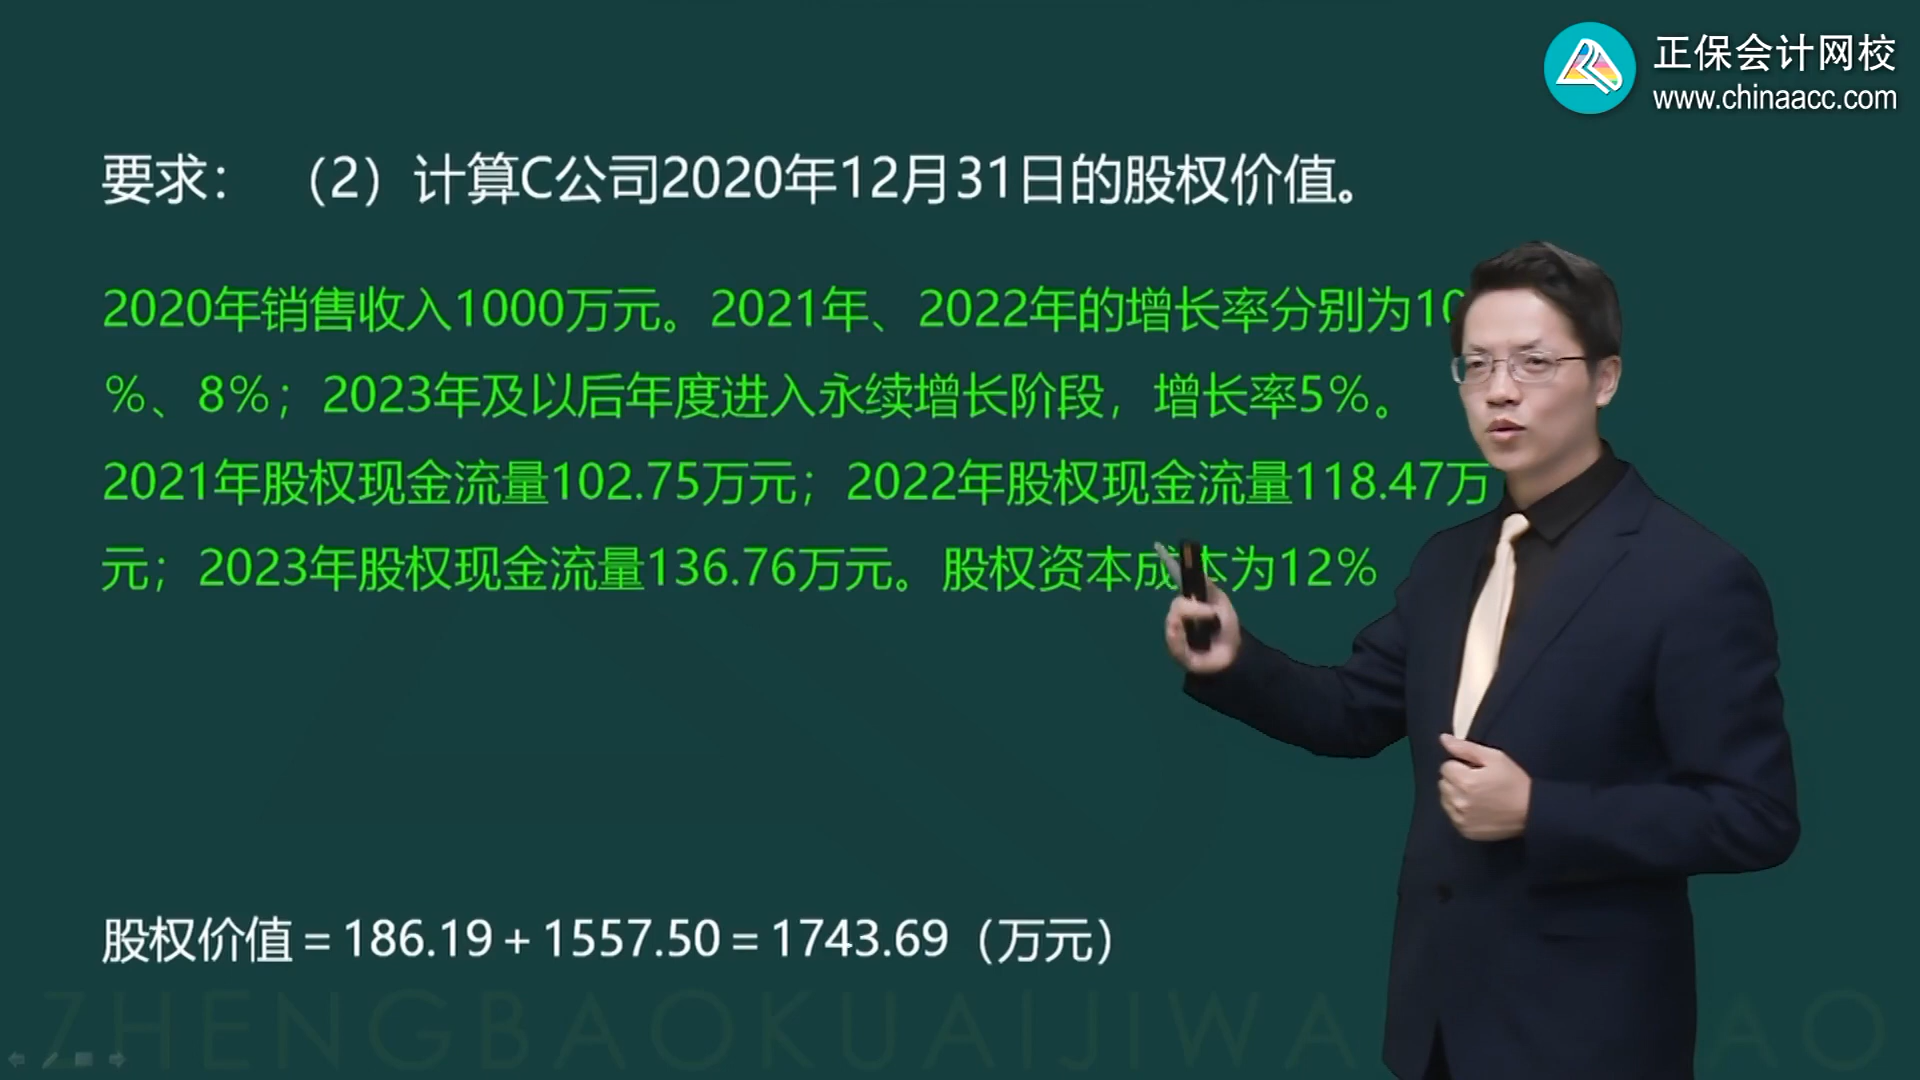 正保会计网校
www.chinaacc.com
要求：（2）计算C公司2020年12月31日的股权价值。
2020年销售收入1000万元。2021年、2022年的增长率分别为10
%、8%；2023年及以后年度进入永续增长阶段，增长率5%。
2021年股权现金流量102.75万元；2022年股权现金流量118.47万
元；2023年股权现金流量136.76万元。股权资本成本为12%
股权价值＝186.19＋1557.50＝1743.69（万元）
ZHENGBAOKUAIJIWA AO